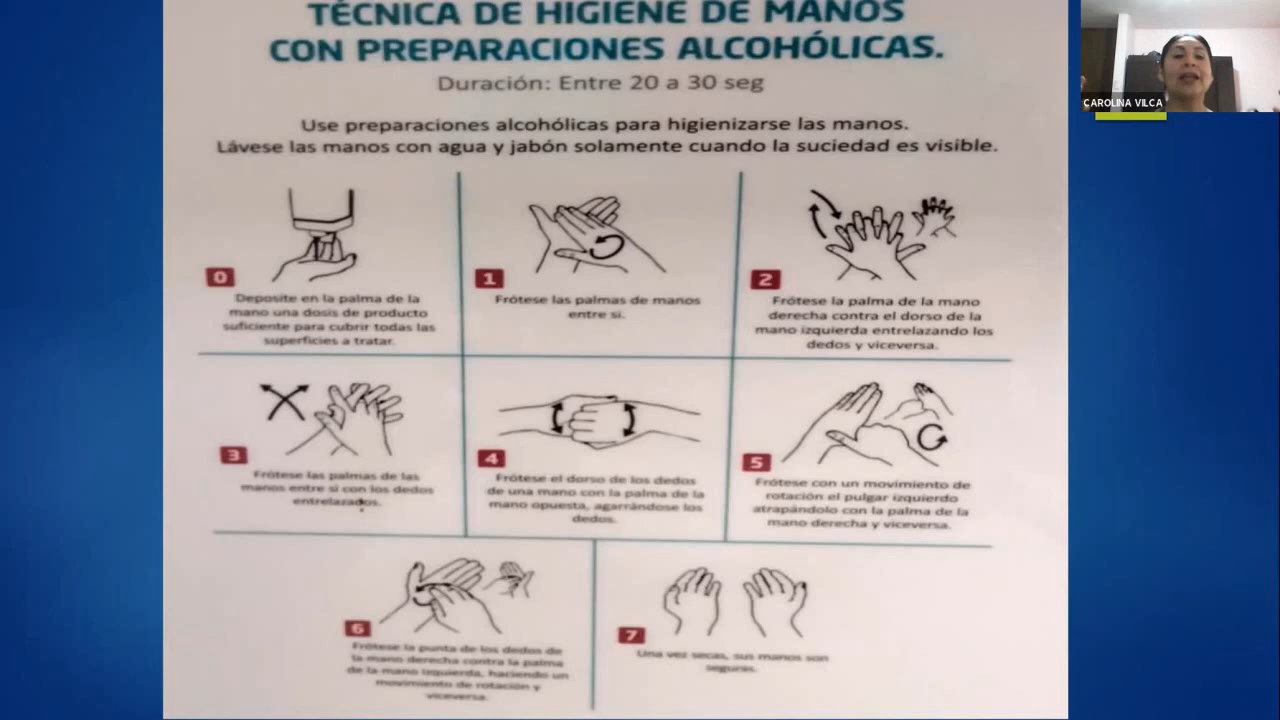 TÉCNICA DE HIGIENE DE MANOS
CON PREPARACIONES ALCOHÓLICAS.
Duración: Entre 20 a 30 seg
Use preparaciones alcohólicas para higienizarse las manos.
Lávese las manos con agua y jabón solamente cuando la suciedad es visible.
CAROLINA VILCA
0
Deposite en la palma de la
mano una dosis de producto
suficiente para cubrir todas las
superficies a tratar.
1
Frótese las palmas de manos
entre si.
2
Frótese la palma de la mano
derecha contra el dorso de la
mano izquierda entrelazando los
dedos y viceversa.
3
Frótese las palmas de las
manos entre si con los dedos
entrelazados.
4
Frótese el dorso de los dedos
de una mano con la palma de la
mano opuesta, agarrándose los
dedos.
5
Frótese con un movimiento de
rotación el pulgar izquierdo
atrapándolo con la palma de la
mano derecha y viceversa.
6
Frótese la punta de los dedos de
la mano derecha contra la palma
de la mano izquierda, haciendo un
movimiento de rotación y
viceversa.
7
Una vez secas, sus manos son
seguras.